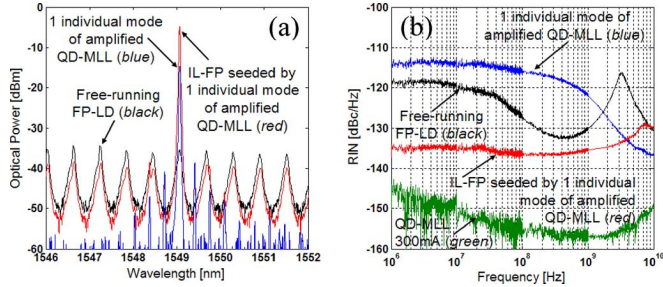 (a)
1 individual mode
of amplified
QD-MLL (blue)
IL-FP seeded by
1 individual mode
of amplified
QD-MLL (red)
Free-running
FP-LD (black)
Optical Power [dBm]
0
-10
-20
-30
-40
-50
-60
1546
1547
1548
1549
1550
1551
1552
Wavelength [nm]
(b)
1 individual mode of
amplified QD-MLL (blue)
Free-running
FP-LD (black)
IL-FP seeded by 1 individual
mode of amplified
QD-MLL (red)
QD-MLL
300mA (green)
RIN [dBc/Hz]
-100
-110
-120
-130
-140
-150
-160
10^6
10^7
10^8
10^9
10^10
Frequency [Hz]